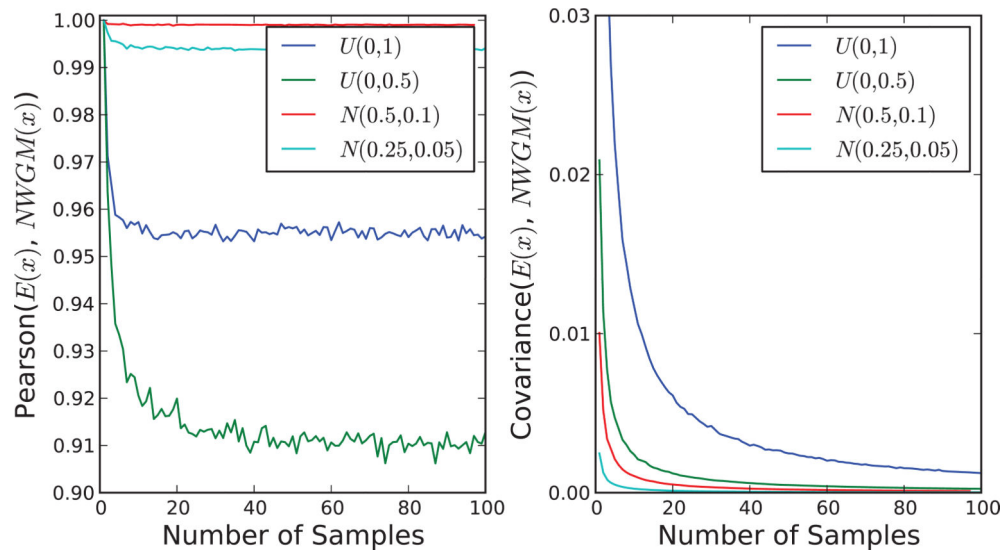 Pearson(E(x), NWGM(x))
1.00
0.99
0.98
0.97
0.96
0.95
0.94
0.93
0.92
0.91
0.90
0
20
40
60
80
100
Number of Samples
U(0,1)
U(0,0.5)
N(0.5,0.1)
N(0.25,0.05)
Covariance(E(x), NWGM(x))
0.03
0.02
0.01
0.00
0
20
40
60
80
100
Number of Samples
U(0,1)
U(0,0.5)
N(0.5,0.1)
N(0.25,0.05)